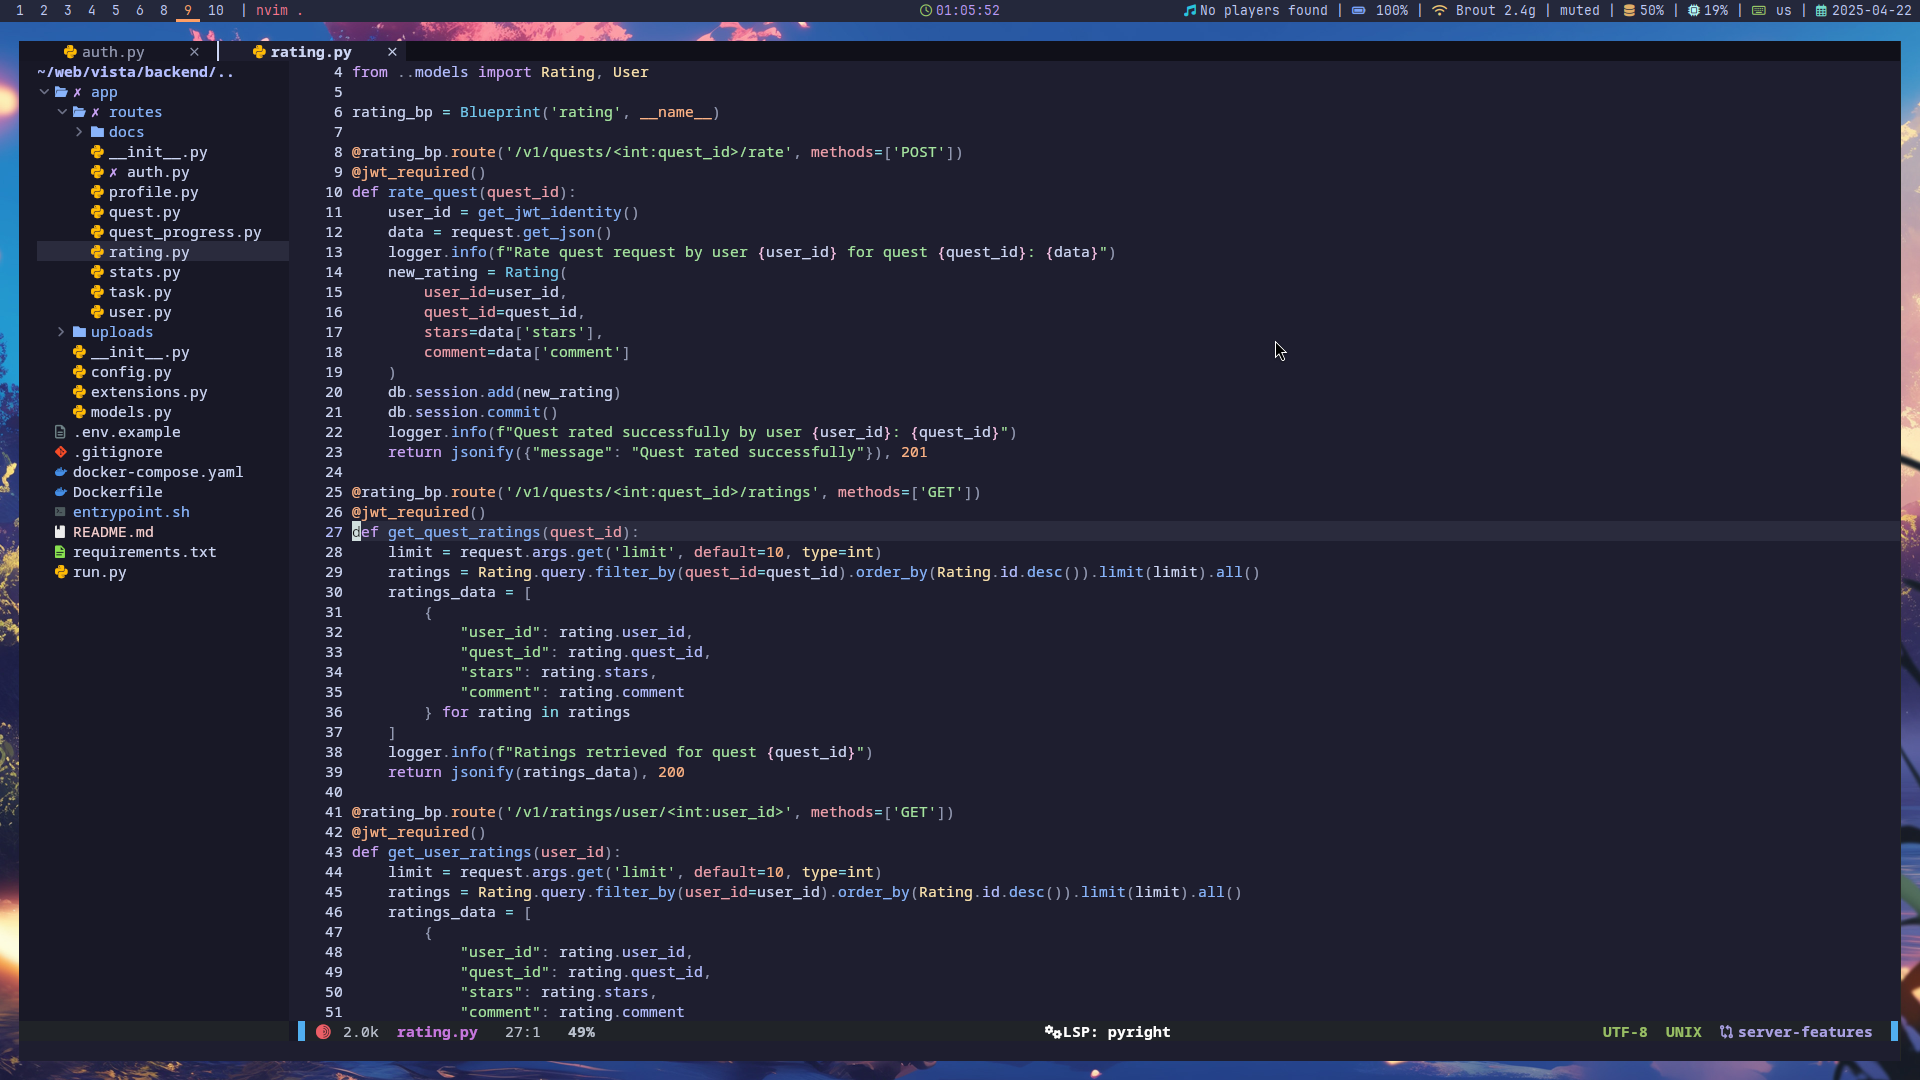 1 2 3 4 5 6 8 9 10 | nvim .
01:05:52
No players found | 100% | Brout 2.4g | muted | 50% | 19% | us | 2025-04-22
auth.py ×
rating.py ×
~/web/vista/backend/..
✗ app
✗ routes
docs
__init__.py
✗ auth.py
profile.py
quest.py
quest_progress.py
rating.py
stats.py
task.py
user.py
uploads
__init__.py
config.py
extensions.py
models.py
.env.example
.gitignore
docker-compose.yaml
Dockerfile
entrypoint.sh
README.md
requirements.txt
run.py
4 from ..models import Rating, User
5
6 rating_bp = Blueprint('rating', __name__)
7
8 @rating_bp.route('/v1/quests/<int:quest_id>/rate', methods=['POST'])
9 @jwt_required()
10 def rate_quest(quest_id):
11     user_id = get_jwt_identity()
12     data = request.get_json()
13     logger.info(f"Rate quest request by user {user_id} for quest {quest_id}: {data}")
14     new_rating = Rating(
15         user_id=user_id,
16         quest_id=quest_id,
17         stars=data['stars'],
18         comment=data['comment']
19     )
20     db.session.add(new_rating)
21     db.session.commit()
22     logger.info(f"Quest rated successfully by user {user_id}: {quest_id}")
23     return jsonify({"message": "Quest rated successfully"}), 201
24
25 @rating_bp.route('/v1/quests/<int:quest_id>/ratings', methods=['GET'])
26 @jwt_required()
27 def get_quest_ratings(quest_id):
28     limit = request.args.get('limit', default=10, type=int)
29     ratings = Rating.query.filter_by(quest_id=quest_id).order_by(Rating.id.desc()).limit(limit).all()
30     ratings_data = [
31         {
32             "user_id": rating.user_id,
33             "quest_id": rating.quest_id,
34             "stars": rating.stars,
35             "comment": rating.comment
36         } for rating in ratings
37     ]
38     logger.info(f"Ratings retrieved for quest {quest_id}")
39     return jsonify(ratings_data), 200
40
41 @rating_bp.route('/v1/ratings/user/<int:user_id>', methods=['GET'])
42 @jwt_required()
43 def get_user_ratings(user_id):
44     limit = request.args.get('limit', default=10, type=int)
45     ratings = Rating.query.filter_by(user_id=user_id).order_by(Rating.id.desc()).limit(limit).all()
46     ratings_data = [
47         {
48             "user_id": rating.user_id,
49             "quest_id": rating.quest_id,
50             "stars": rating.stars,
51             "comment": rating.comment
2.0k rating.py 27:1 49%
LSP: pyright
UTF-8 UNIX server-features